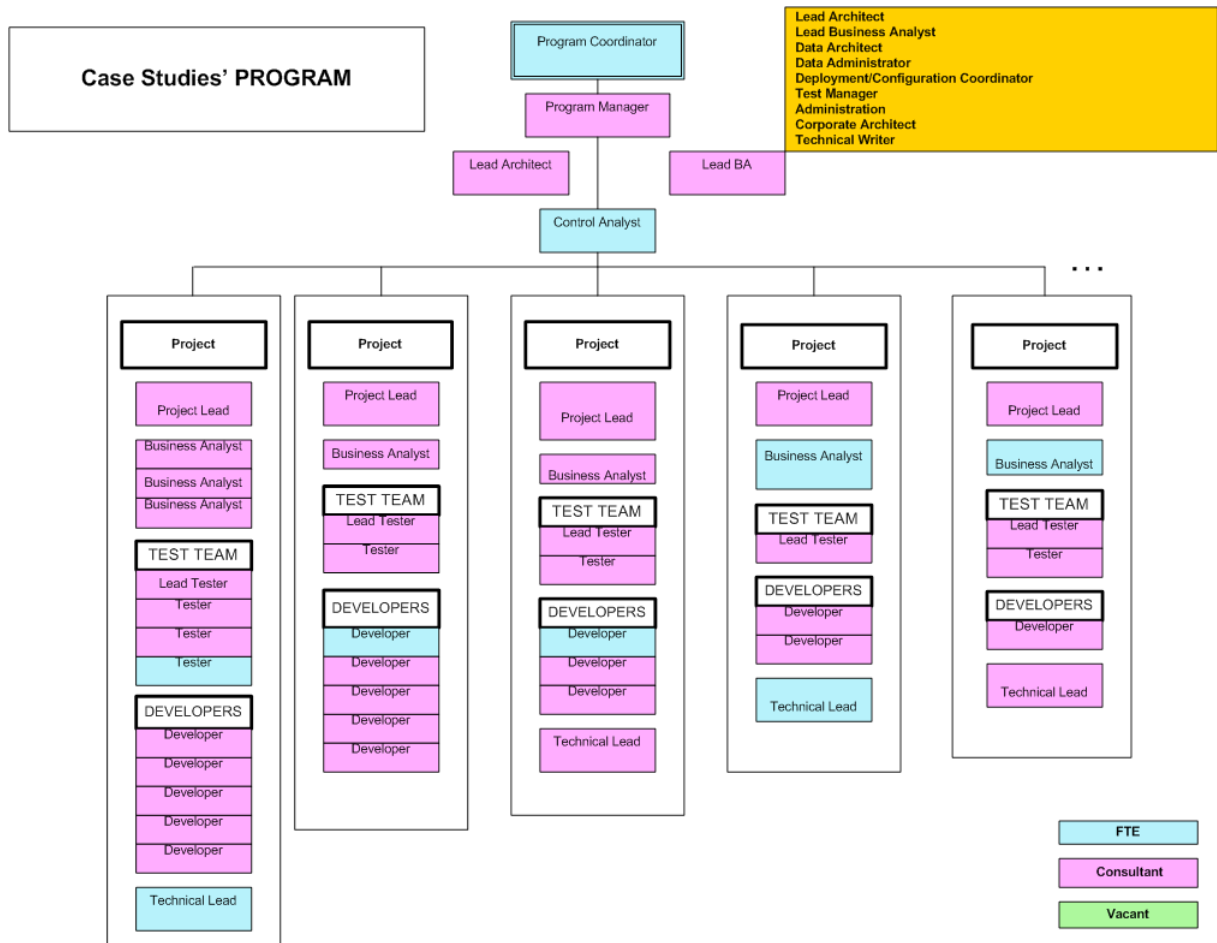 Case Studies' PROGRAM
Program Coordinator
Program Manager
Lead Architect
Lead BA
Control Analyst
Lead Architect
Lead Business Analyst
Data Architect
Data Administrator
Deployment/Configuration Coordinator
Test Manager
Administration
Corporate Architect
Technical Writer
...
Project
Project Lead
Business Analyst
Business Analyst
Business Analyst
TEST TEAM
Lead Tester
Tester
Tester
Tester
DEVELOPERS
Developer
Developer
Developer
Developer
Developer
Technical Lead
Project
Project Lead
Business Analyst
TEST TEAM
Lead Tester
Tester
DEVELOPERS
Developer
Developer
Developer
Developer
Developer
Project
Project Lead
Business Analyst
TEST TEAM
Lead Tester
Tester
DEVELOPERS
Developer
Developer
Developer
Technical Lead
Project
Project Lead
Business Analyst
TEST TEAM
Lead Tester
DEVELOPERS
Developer
Developer
Technical Lead
Project
Project Lead
Business Analyst
TEST TEAM
Lead Tester
Tester
DEVELOPERS
Developer
Technical Lead
FTE
Consultant
Vacant